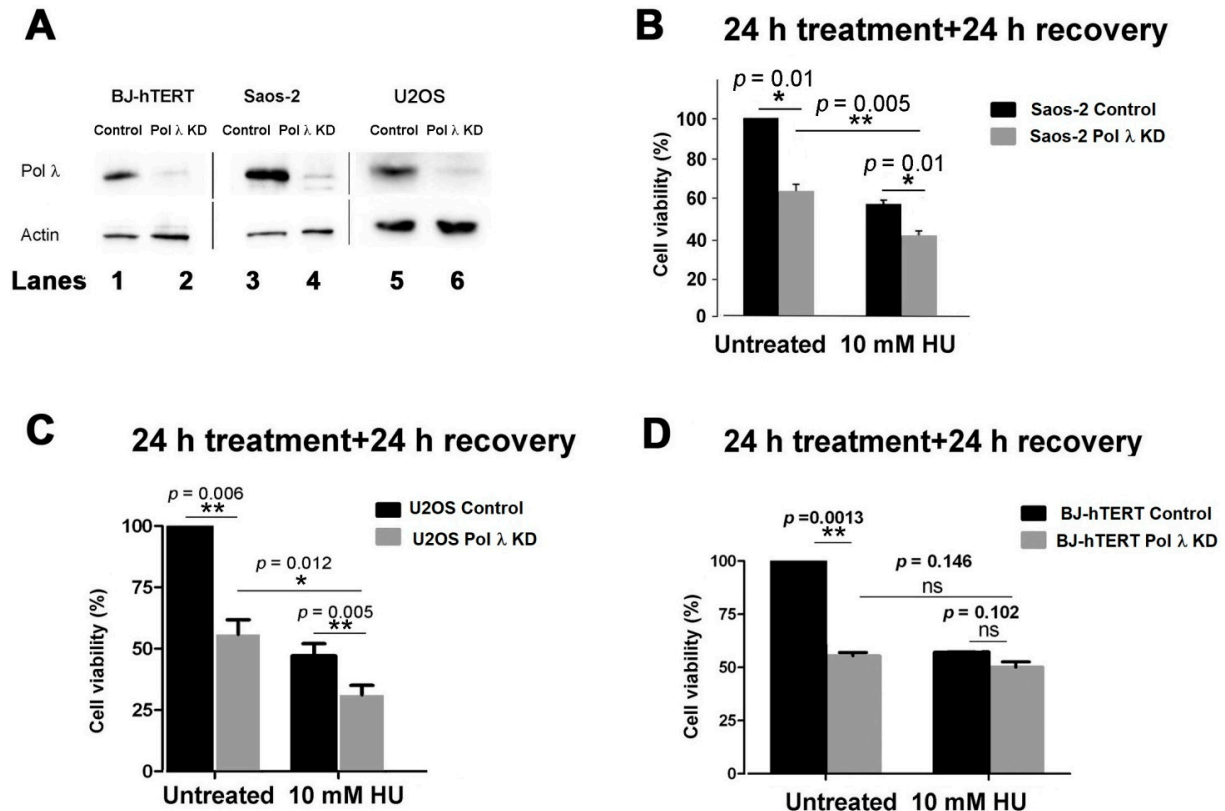 A
BJ-hTERT Saos-2 U2OS
Control Pol λ KD Control Pol λ KD Control Pol λ KD
Pol λ
Actin
Lanes 1 2 3 4 5 6
B 24 h treatment+24 h recovery
p = 0.01
*
p = 0.005
**
p = 0.01
*
Saos-2 Control
Saos-2 Pol λ KD
Cell viability (%)
100
80
60
40
20
0
Untreated 10 mM HU
C 24 h treatment+24 h recovery
p = 0.006
**
p = 0.012
*
p = 0.005
**
U2OS Control
U2OS Pol λ KD
Cell viability (%)
100
75
50
25
0
Untreated 10 mM HU
D 24 h treatment+24 h recovery
p =0.0013
**
p = 0.146
ns
p = 0.102
ns
BJ-hTERT Control
BJ-hTERT Pol λ KD
Cell viability (%)
100
75
50
25
0
Untreated 10 mM HU